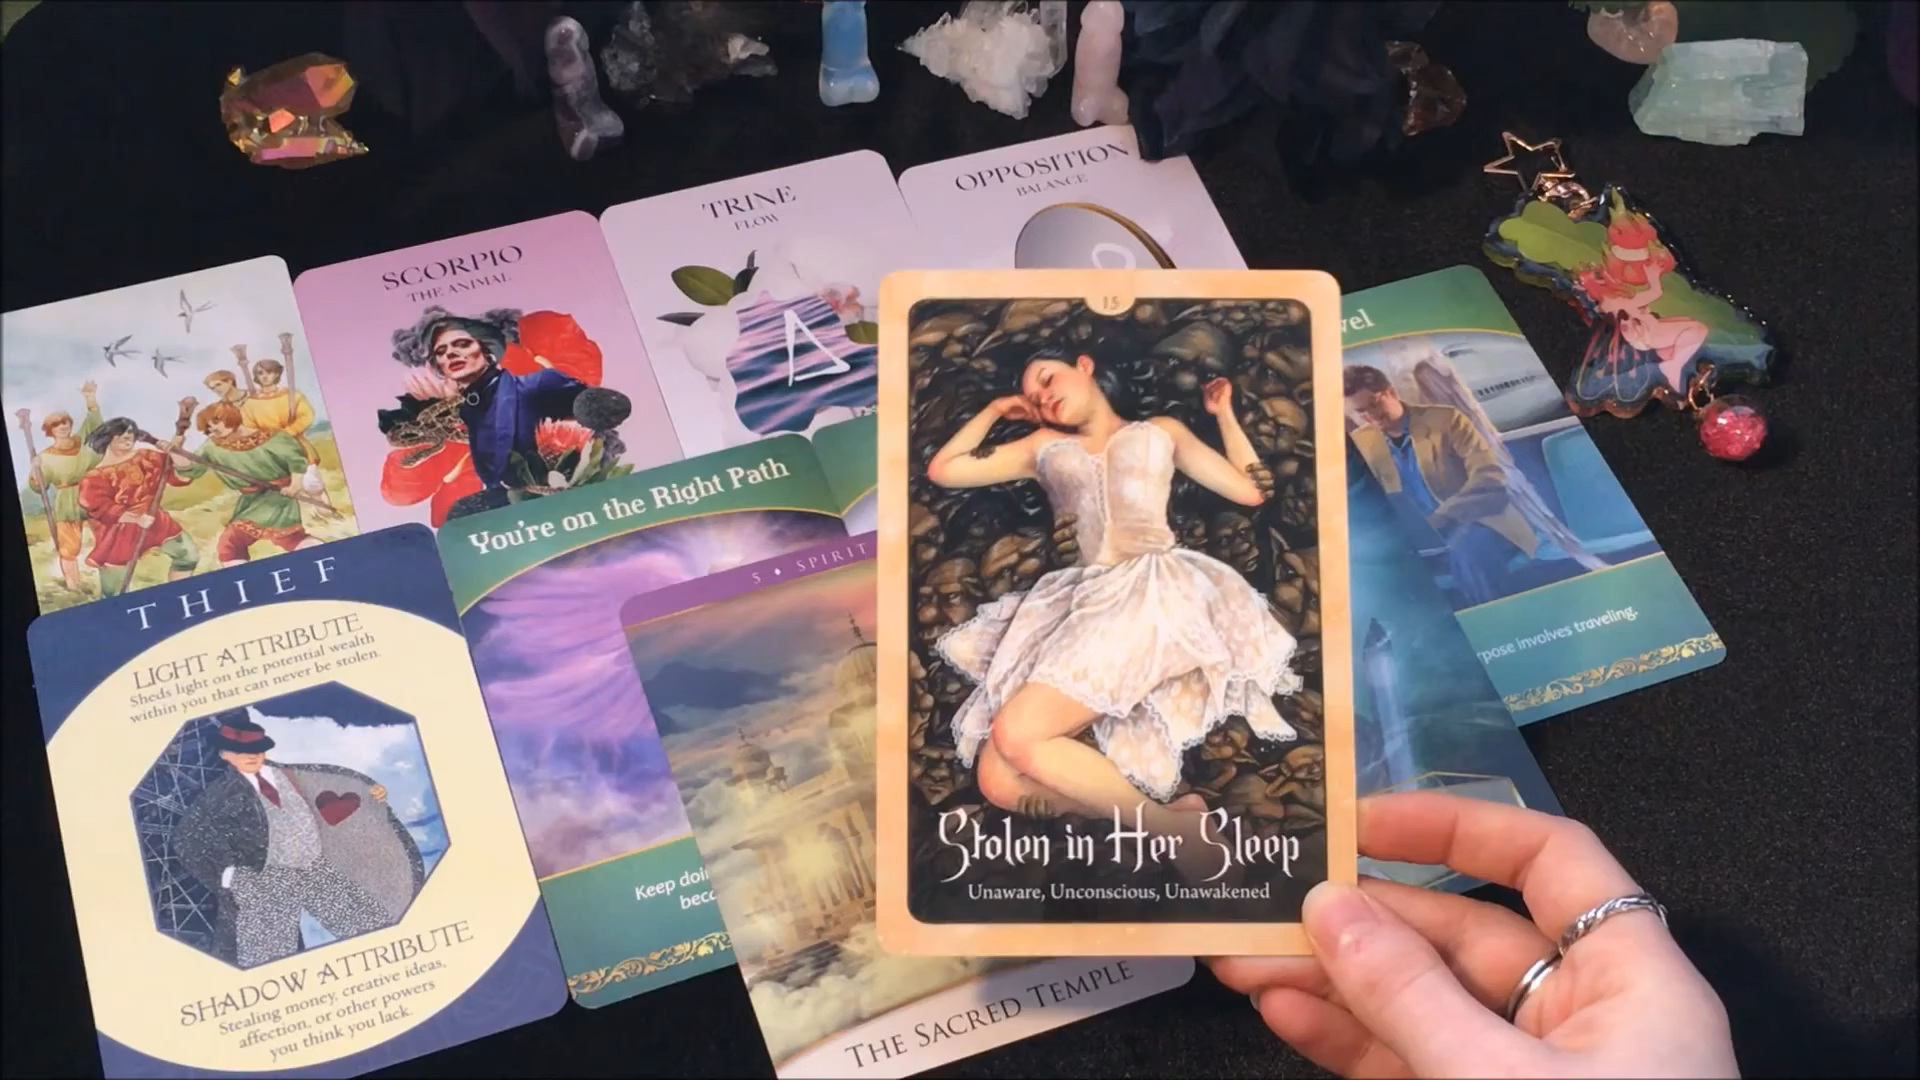 SCORPIO
THE ANIMAL
TRINE
FLOW
OPPOSITION
BALANCE
THIEF
LIGHT ATTRIBUTE
Sheds light on the potential wealth
within you that can never be stolen.
SHADOW ATTRIBUTE
Stealing money, creative ideas,
affection, or other powers
you think you lack.
You're on the Right Path
Keep doi
beco
5 ♦ SPIRIT
THE SACRED TEMPLE
15
Stolen in Her Sleep
Unaware, Unconscious, Unawakened
vel
rpose involves traveling.